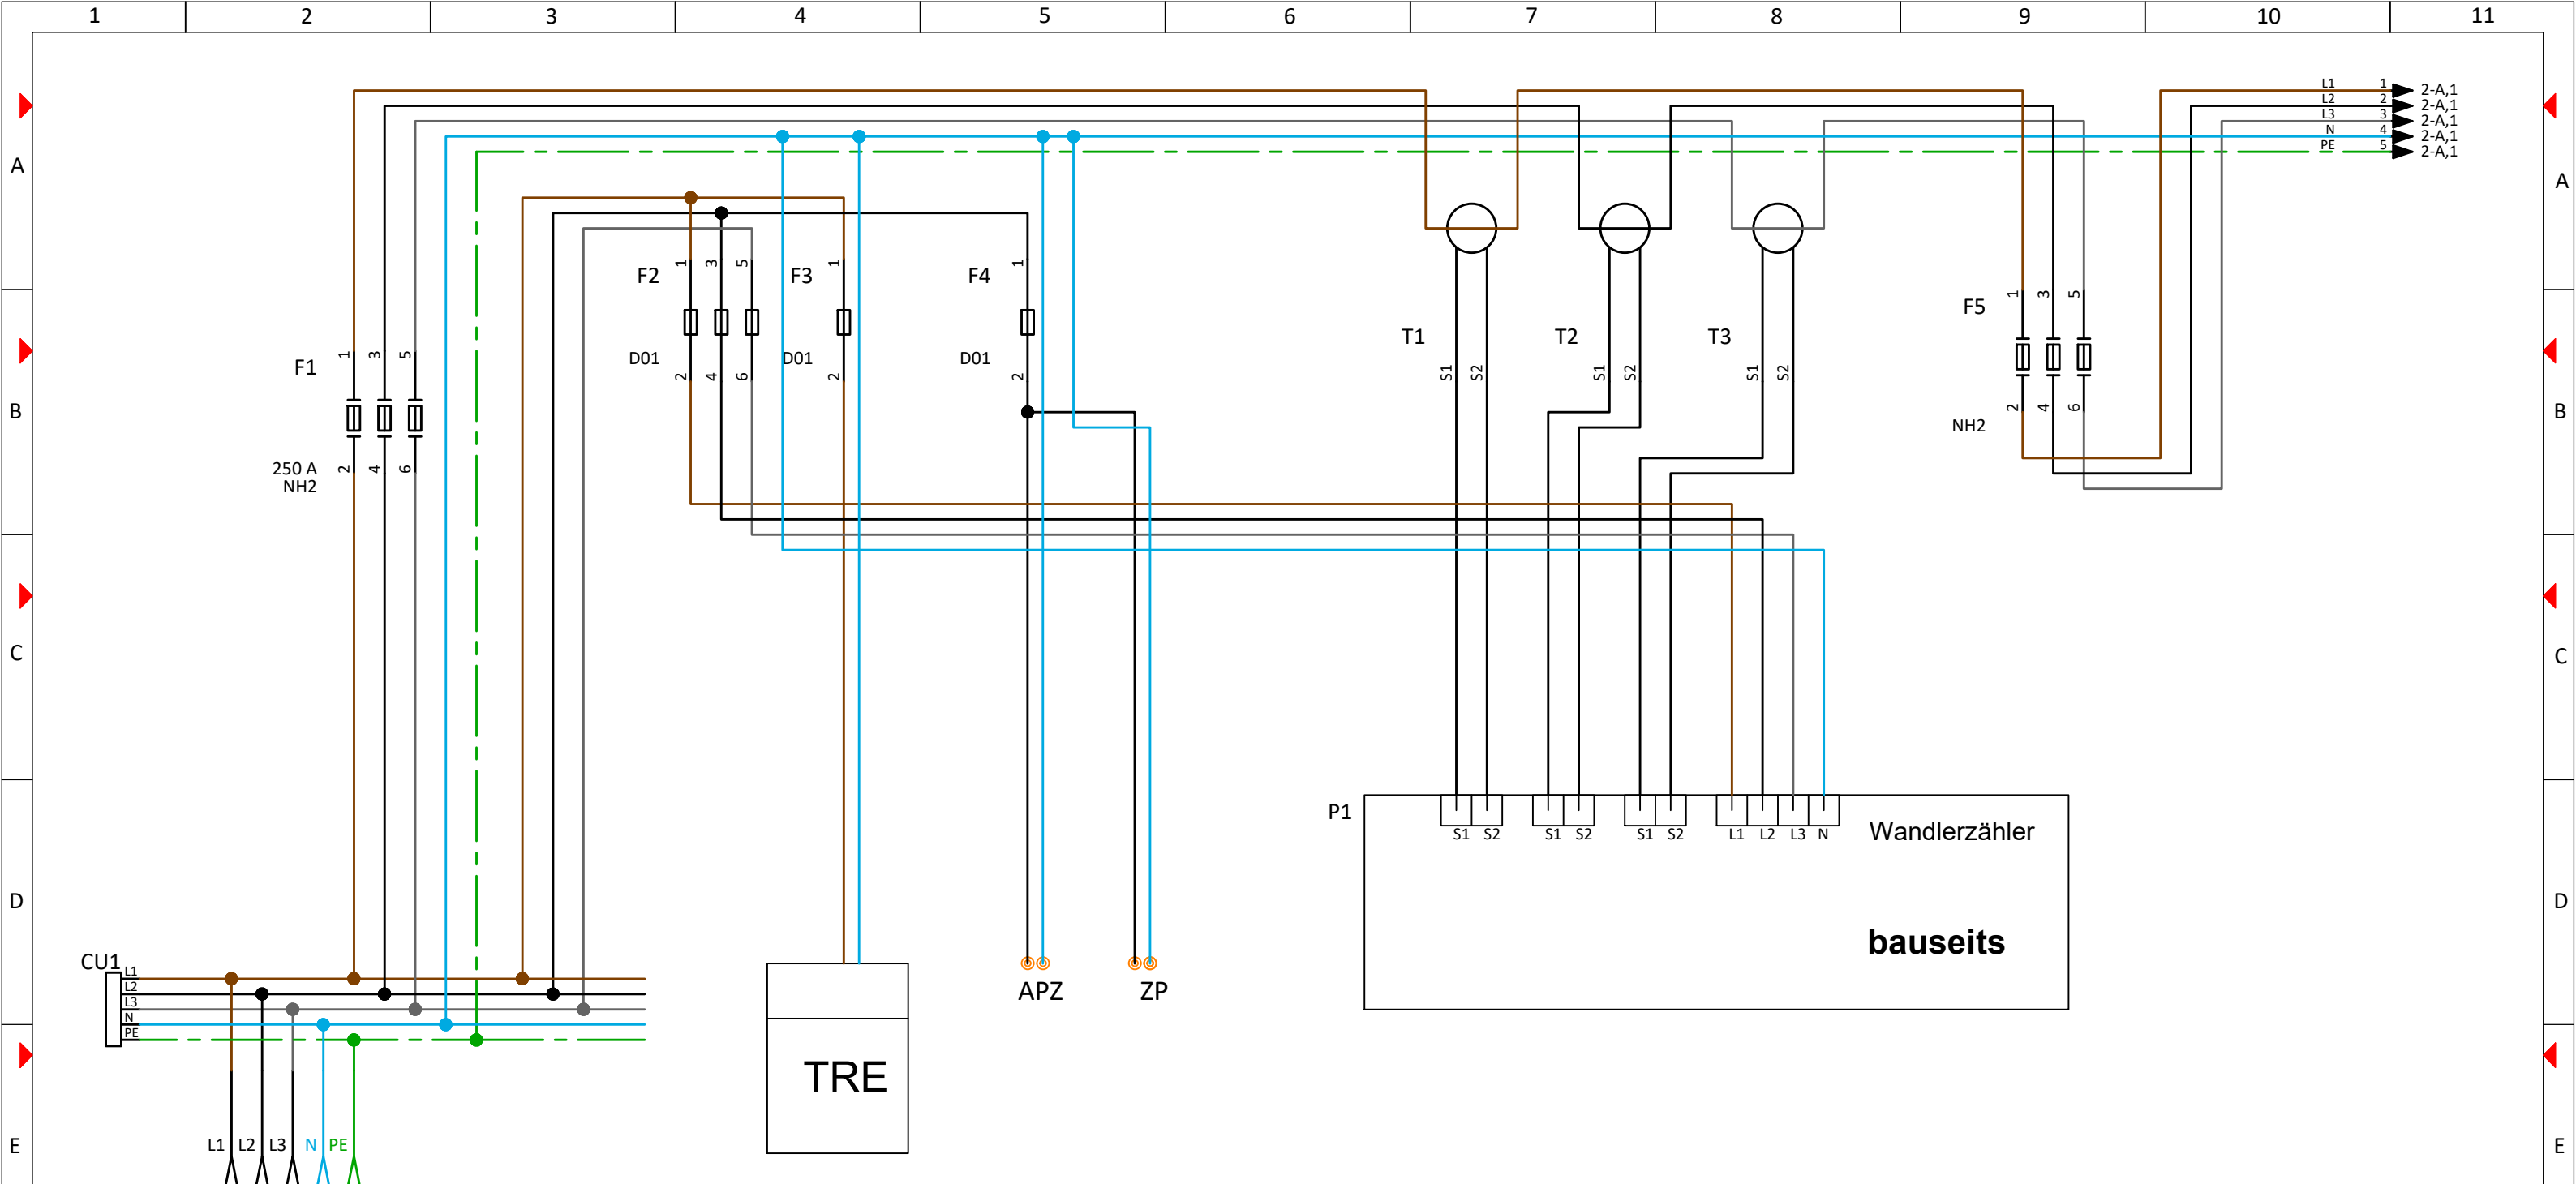 1 2 3 4 5 6 7 8 9 10 11
L1 1 2-A,1
L2 2 2-A,1
L3 3 2-A,1
N 4 2-A,1
PE 5 2-A,1
A A
F2 1 3 5 F3 1 F4 1
F5 1 3 5
T1 T2 T3
F1 1 3 5
D01 D01 D01
2 4 6 2 2
S1 S2 S1 S2 S1 S2
B 2 4 6 B
NH2
250 A 2 4 6
NH2
C C
P1
S1 S2 S1 S2 S1 S2 L1 L2 L3 N Wandlerzähler
D D
bauseits
CU1
L1
L2
L3
N
PE
APZ ZP
TRE
E L1 L2 L3 N PE E